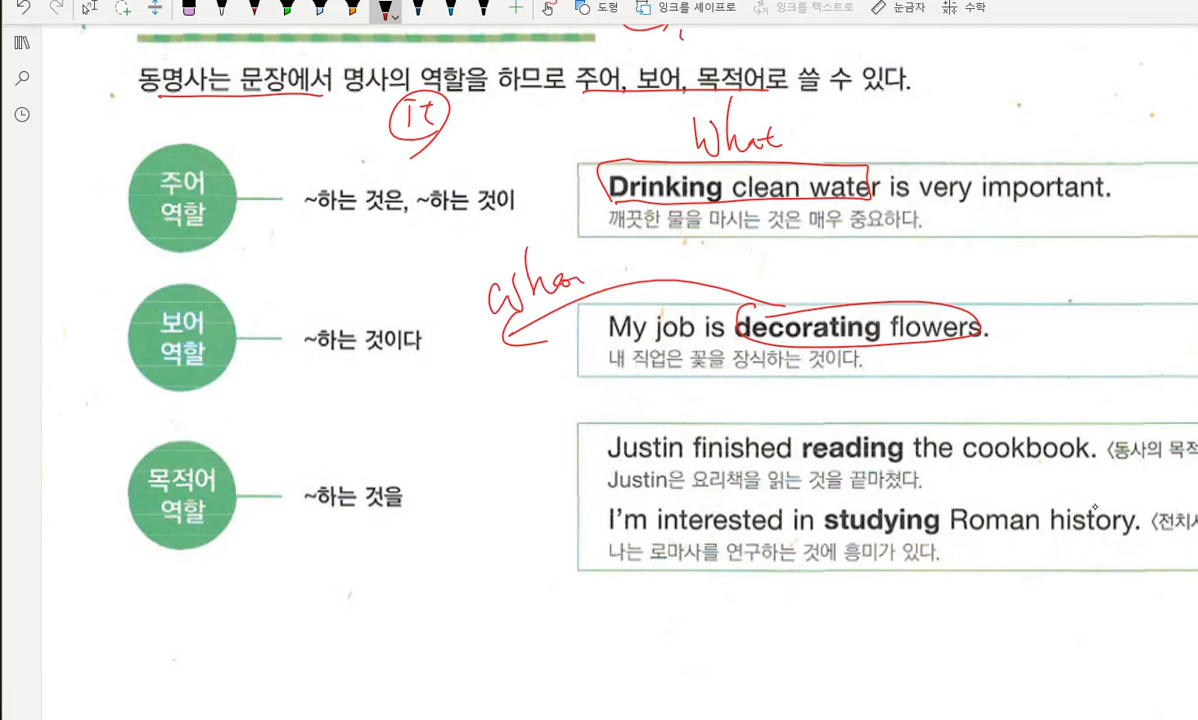 도형 잉크를 셰이프로 잉크를 텍스트로 눈금자 수학
동명사는 문장에서 명사의 역할을 하므로 주어, 보어, 목적어로 쓸 수 있다.
It
What
주어
역할
~하는 것은, ~하는 것이
Drinking clean water is very important.
깨끗한 물을 마시는 것은 매우 중요하다.
보어
역할
~하는 것이다
My job is decorating flowers.
내 직업은 꽃을 장식하는 것이다.
목적어
역할
~하는 것을
Justin finished reading the cookbook. <동사의 목적
Justin은 요리책을 읽는 것을 끝마쳤다.
I'm interested in studying Roman history. <전치사
나는 로마사를 연구하는 것에 흥미가 있다.